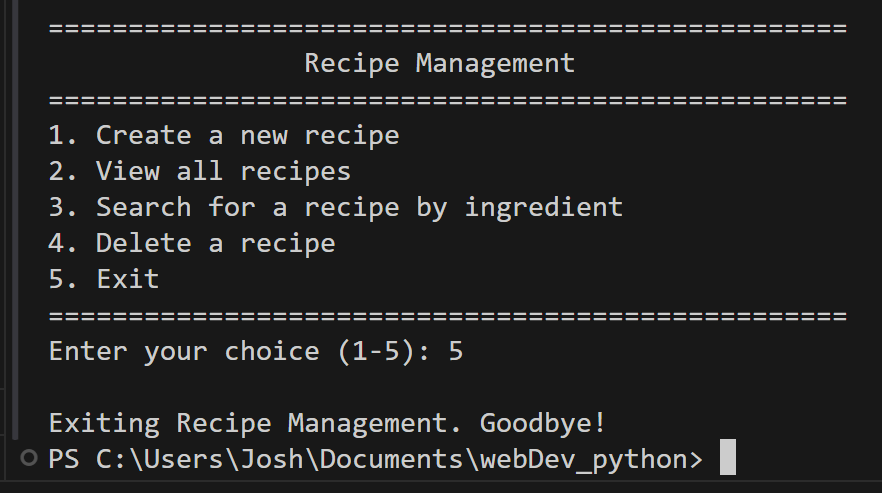 ==================================================
Recipe Management
==================================================
1. Create a new recipe
2. View all recipes
3. Search for a recipe by ingredient
4. Delete a recipe
5. Exit
==================================================
Enter your choice (1-5): 5
Exiting Recipe Management. Goodbye!
PS C:\Users\Josh\Documents\webDev_python>